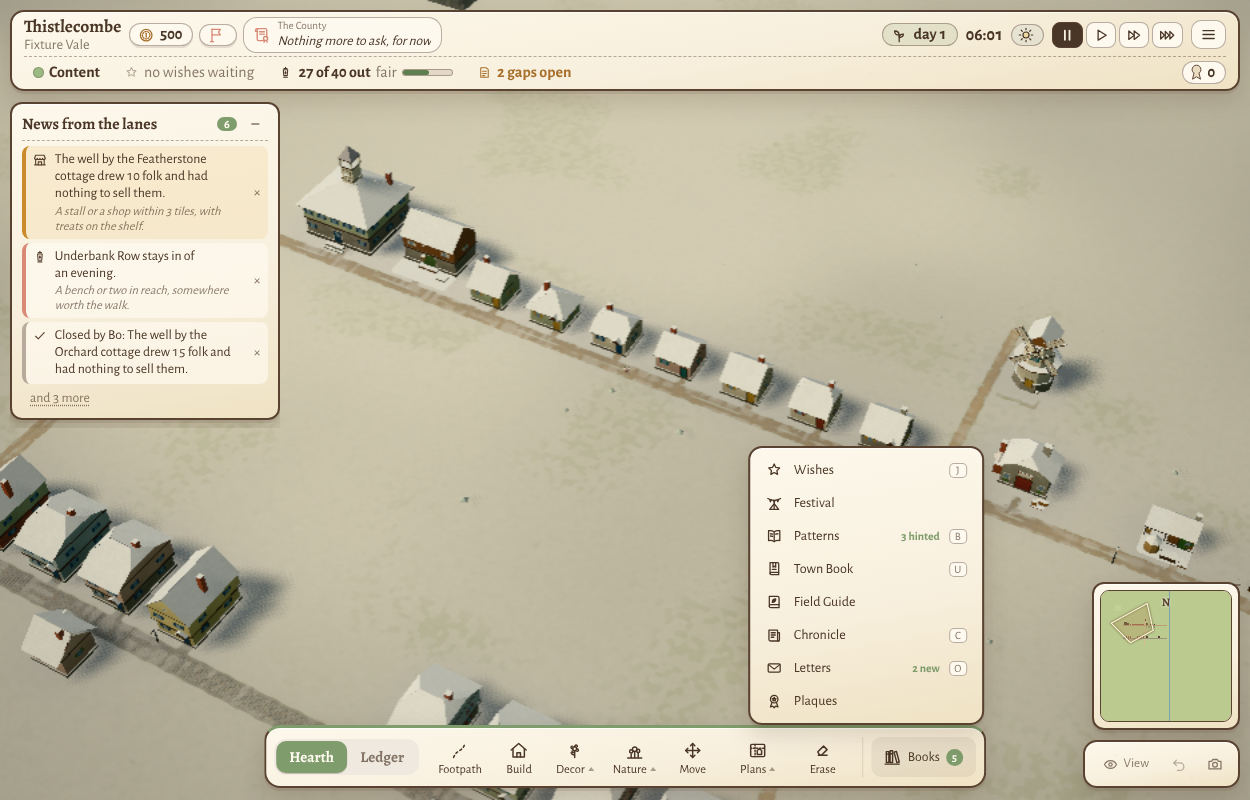 Thistlecombe
Fixture Vale
500
The County
Nothing more to ask, for now
day 1
06:01
Content
no wishes waiting
27 of 40 out fair
2 gaps open
0
News from the lanes
6
The well by the Featherstone
cottage drew 10 folk and had
nothing to sell them.
A stall or a shop within 3 tiles, with
treats on the shelf.
Underbank Row stays in of
an evening.
A bench or two in reach, somewhere
worth the walk.
Closed by Bo: The well by the
Orchard cottage drew 15 folk and
had nothing to sell them.
and 3 more
Wishes J
Festival
Patterns 3 hinted B
Town Book U
Field Guide
Chronicle C
Letters 2 new O
Plaques
N
Hearth
Ledger
Footpath
Build
Decor
Nature
Move
Plans
Erase
Books 5
View